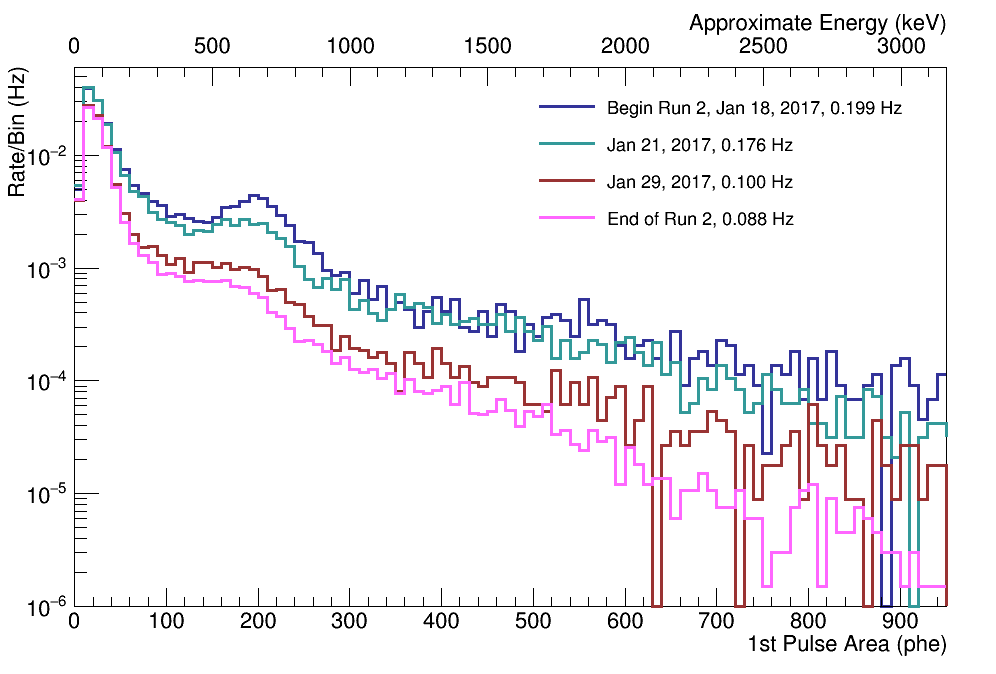 Approximate Energy (keV)
0 500 1000 1500 2000 2500 3000
Rate/Bin (Hz)
Begin Run 2, Jan 18, 2017, 0.199 Hz
Jan 21, 2017, 0.176 Hz
Jan 29, 2017, 0.100 Hz
End of Run 2, 0.088 Hz
10⁻²
10⁻³
10⁻⁴
10⁻⁵
10⁻⁶
0 100 200 300 400 500 600 700 800 900
1st Pulse Area (phe)